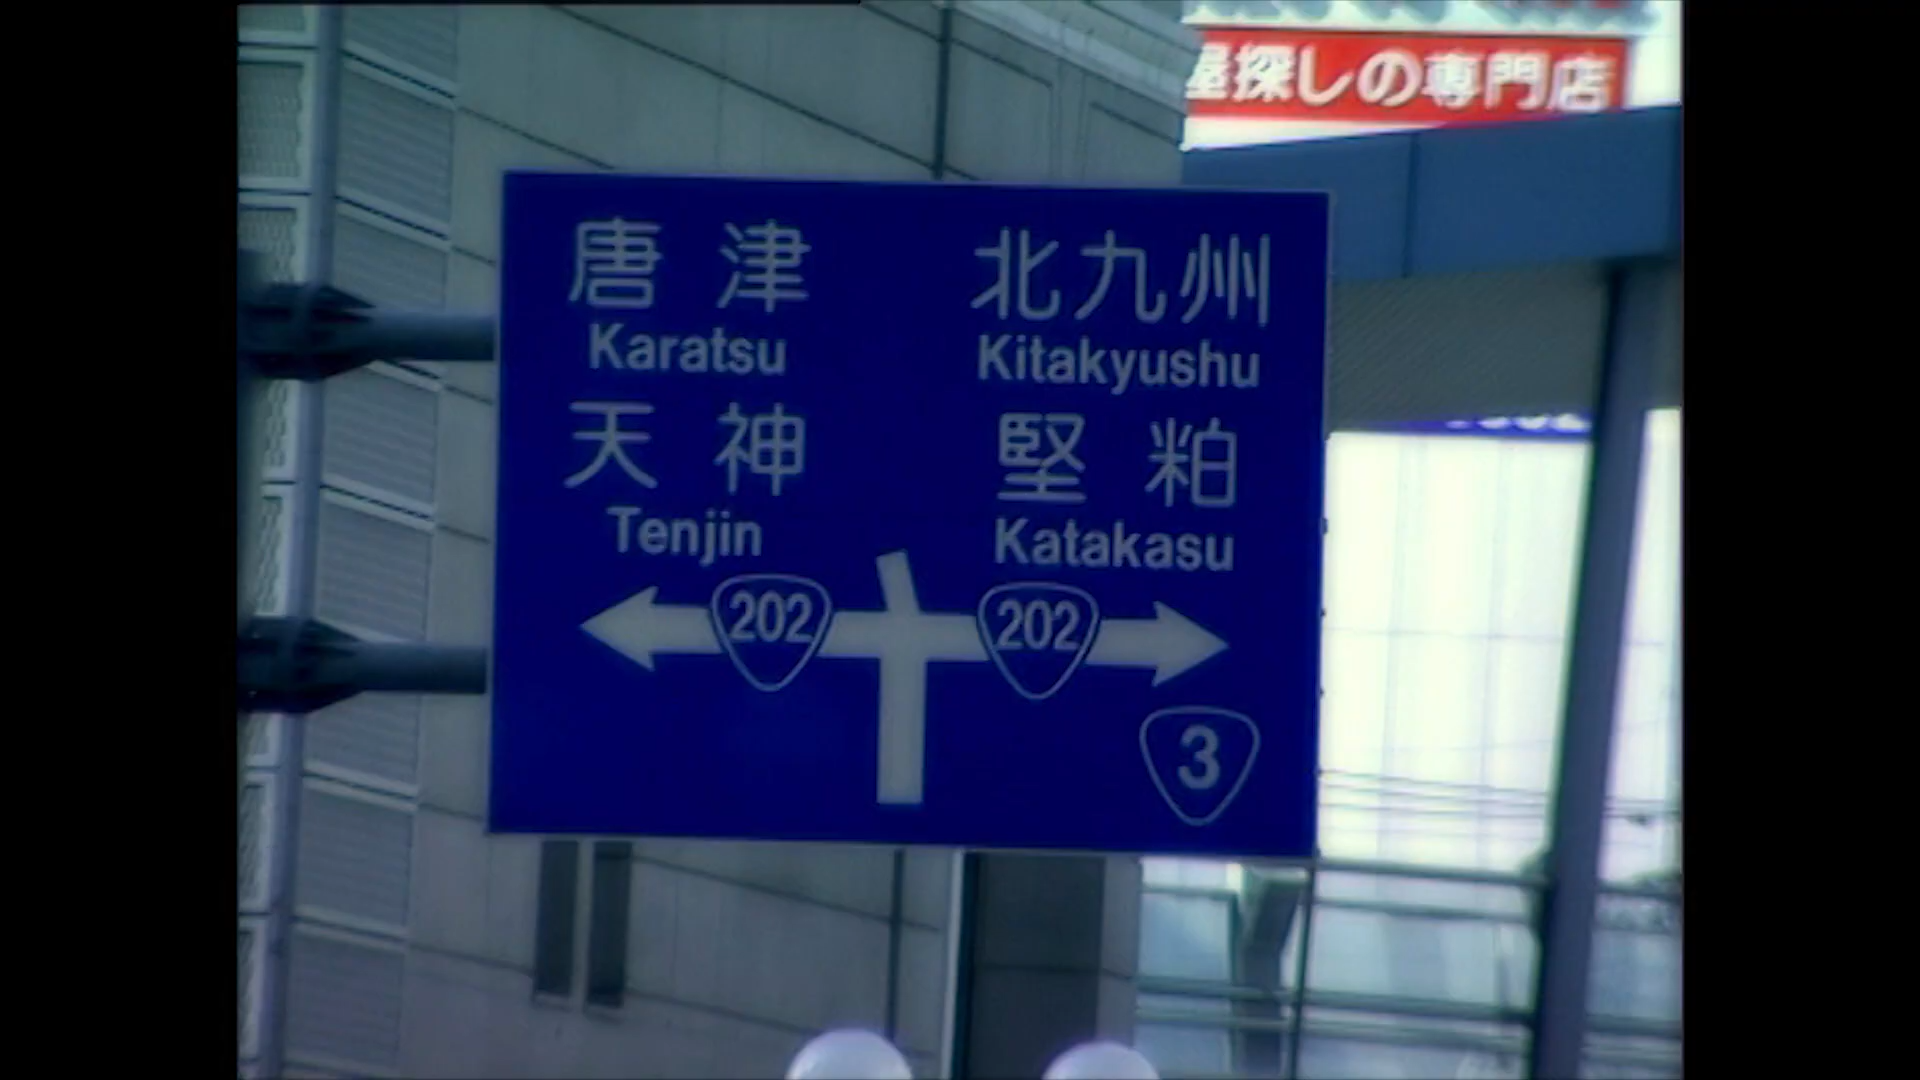 屋探しの専門店
唐津 北九州
Karatsu Kitakyushu
天神 堅粕
Tenjin Katakasu
202 202
3